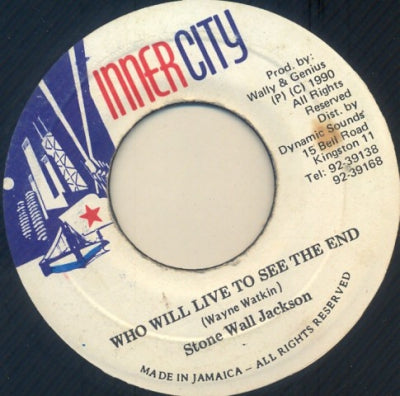 INNER CITY
Prod. by:
Wally & Genius
(P) (C) 1990
All Rights
Reserved
Dist. by
Dynamic Sounds
15 Bell Road
Kingston 11
Tel: 92-39138
92-39168
WHO WILL LIVE TO SEE THE END
(Wayne Watkin)
Stone Wall Jackson
MADE IN JAMAICA - ALL RIGHTS RESERVED